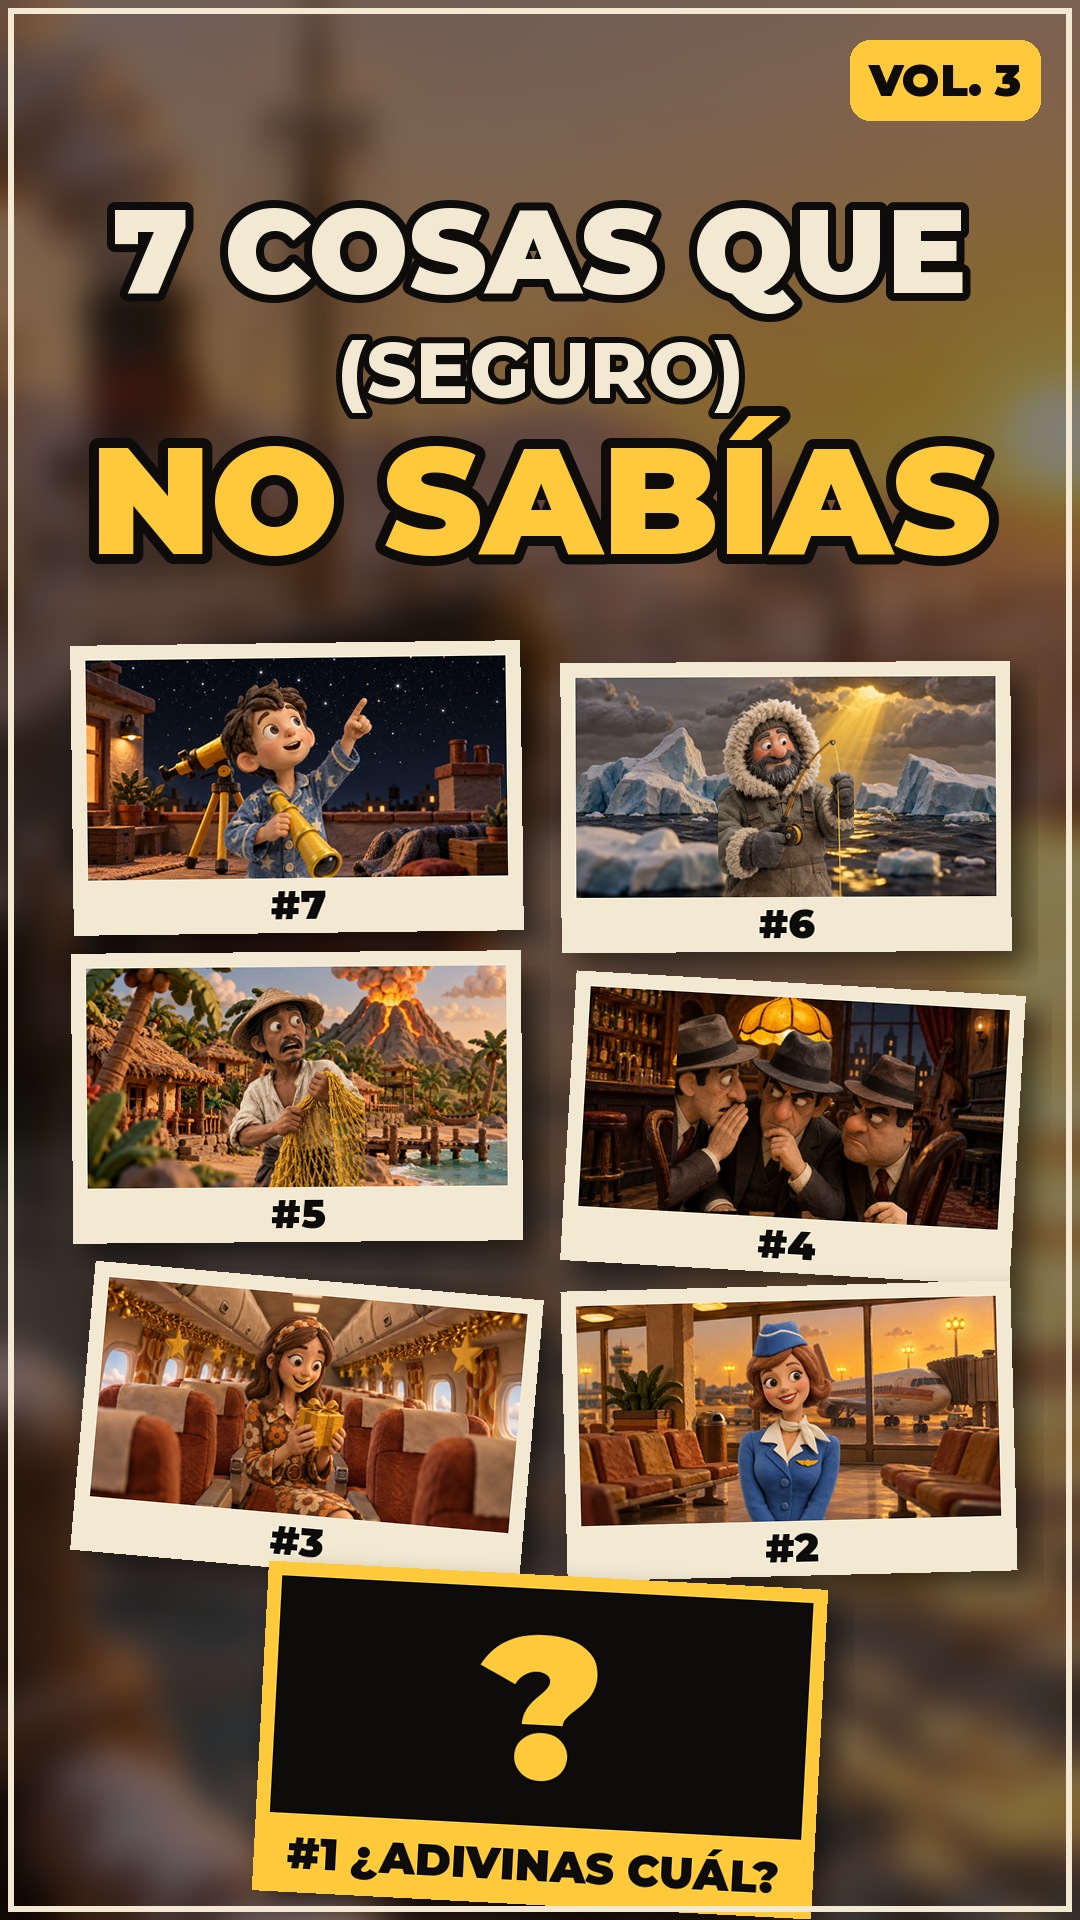 VOL. 3
7 COSAS QUE
(SEGURO)
NO SABÍAS
#7
#6
#5
#4
#3
#2
?
#1 ¿ADIVINAS CUÁL?